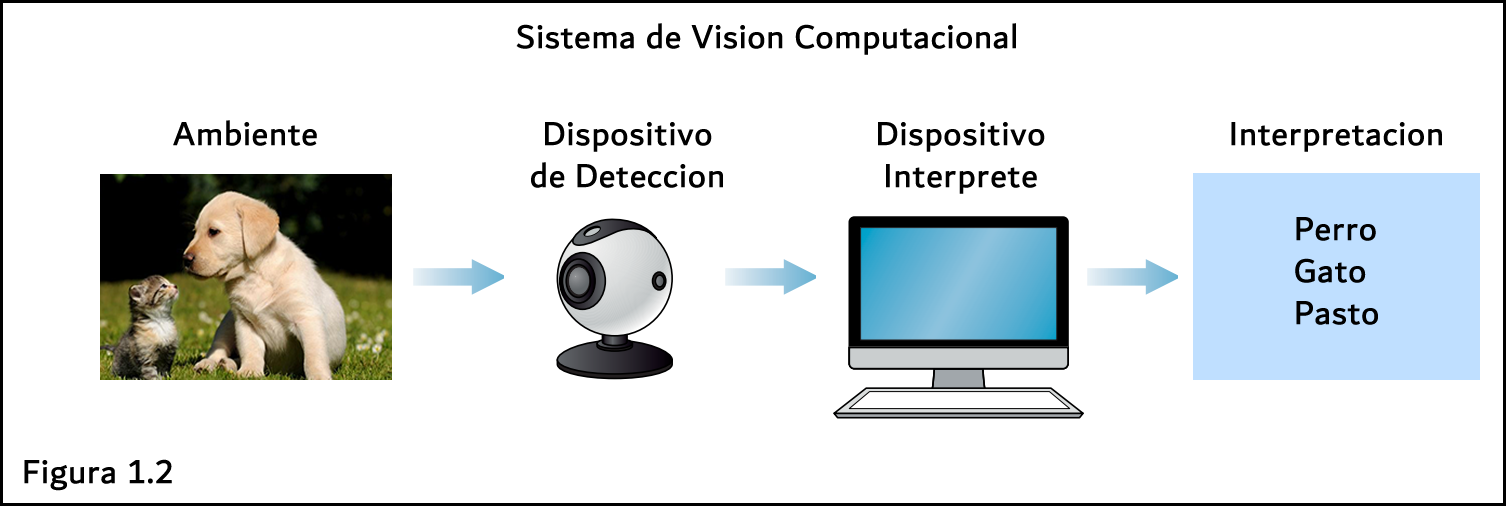 Sistema de Vision Computacional
Ambiente
Dispositivo
de Deteccion
Dispositivo
Interprete
Interpretacion
Perro
Gato
Pasto
Figura 1.2